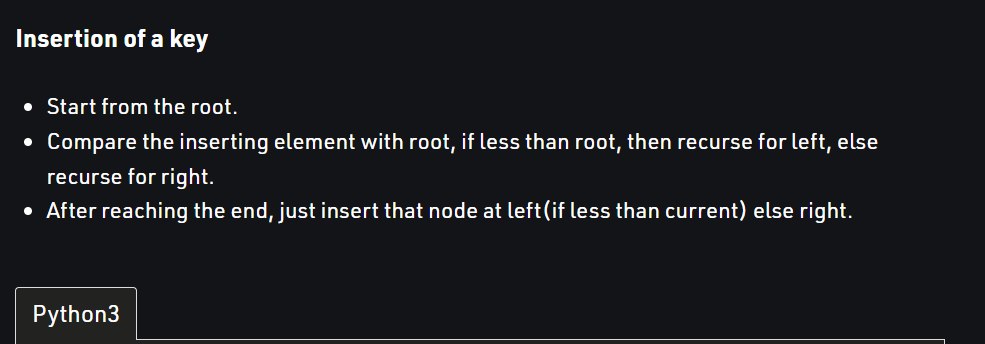 Insertion of a key
• Start from the root.
• Compare the inserting element with root, if less than root, then recurse for left, else
recurse for right.
• After reaching the end, just insert that node at left(if less than current) else right.
Python3